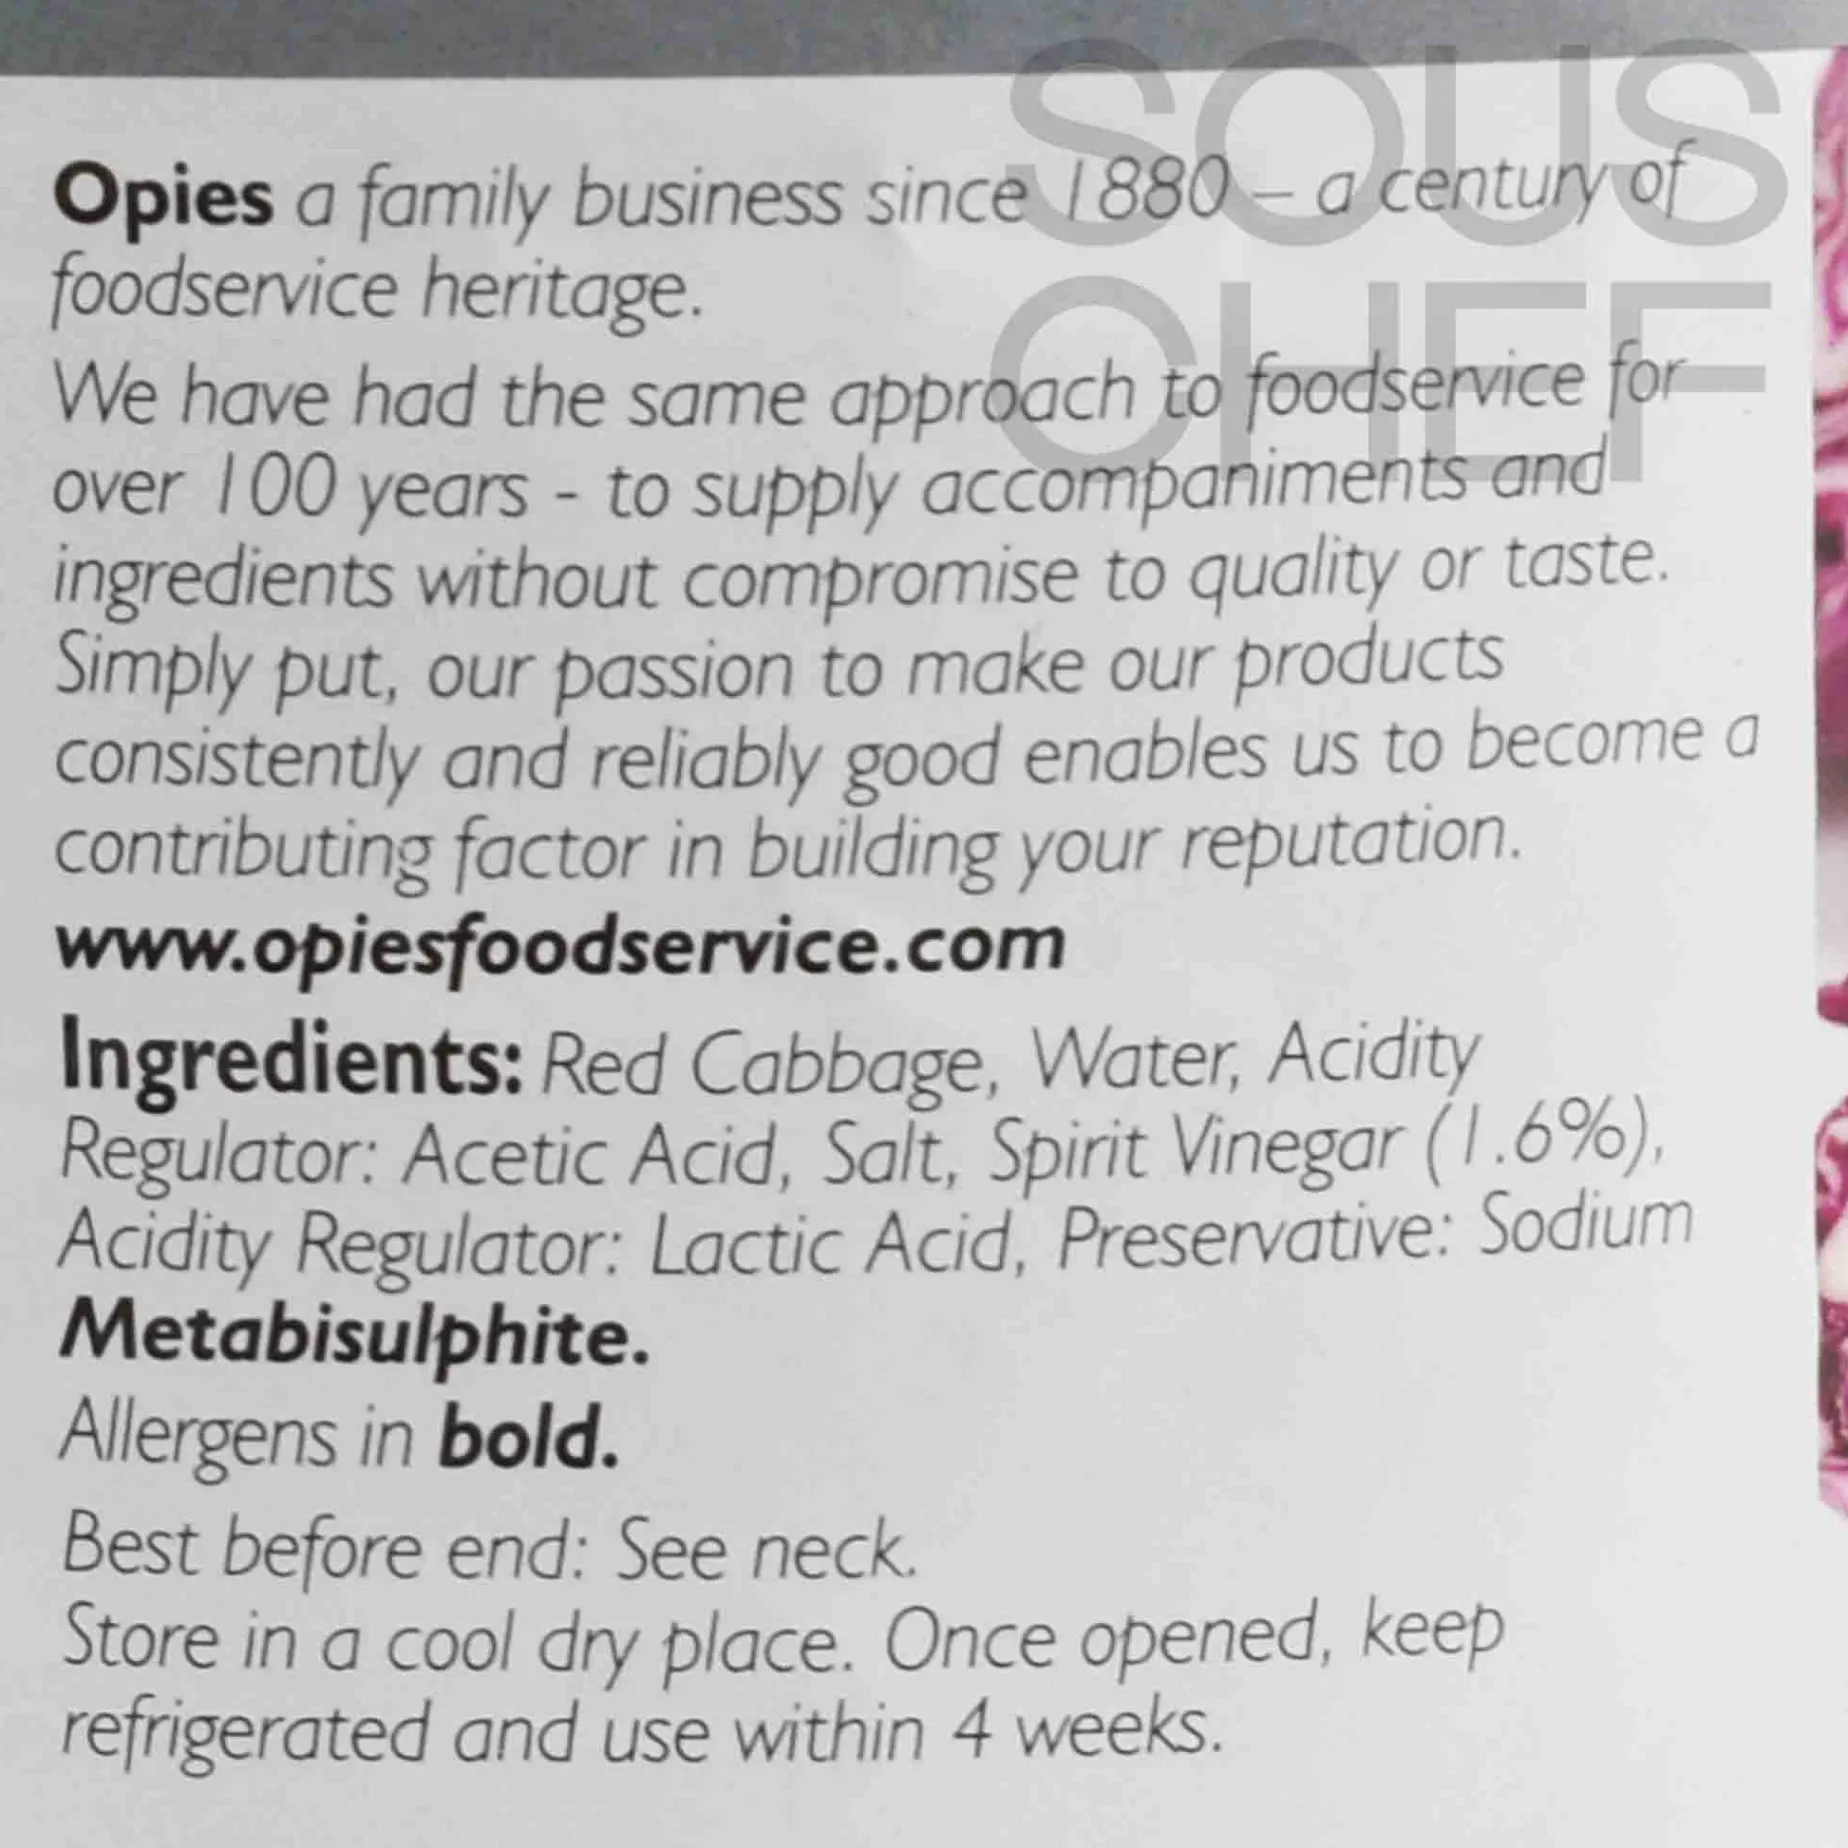 SOUS
CHEF
Opies a family business since 1880 – a century of
foodservice heritage.
We have had the same approach to foodservice for
over 100 years - to supply accompaniments and
ingredients without compromise to quality or taste.
Simply put, our passion to make our products
consistently and reliably good enables us to become a
contributing factor in building your reputation.
www.opiesfoodservice.com
Ingredients: Red Cabbage, Water, Acidity
Regulator: Acetic Acid, Salt, Spirit Vinegar (1.6%),
Acidity Regulator: Lactic Acid, Preservative: Sodium
Metabisulphite.
Allergens in bold.
Best before end: See neck.
Store in a cool dry place. Once opened, keep
refrigerated and use within 4 weeks.